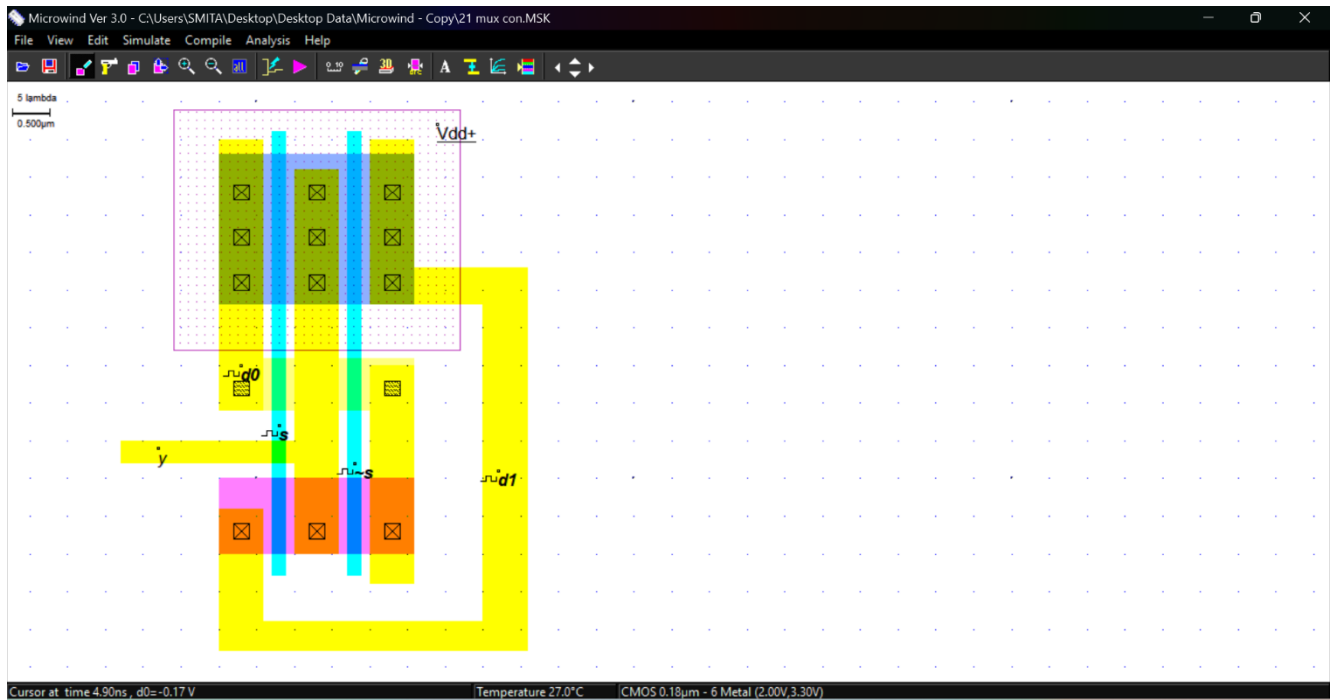 Microwind Ver 3.0 - C:\Users\SMITA\Desktop\Desktop Data\Microwind - Copy\21 mux con.MSK
File View Edit Simulate Compile Analysis Help
5 lambda
0.500µm
Vdd+
d0
s
y
~s
d1
Cursor at time 4.90ns , d0=-0.17 V
Temperature 27.0°C
CMOS 0.18µm - 6 Metal (2.00V,3.30V)